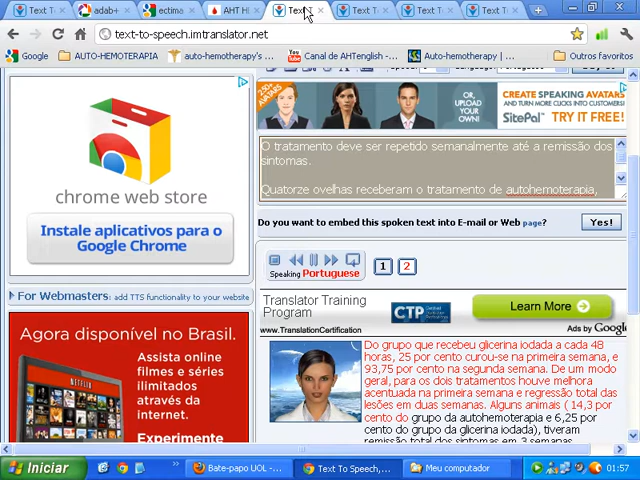 Text T
adab+
ectima
AHT H
Text T
Text T
Text T
Text T
text-to-speech.imtranslator.net
Google
AUTO-HEMOTERAPIA
auto-hemotherapy's ...
Canal de AHTenglish -...
Auto-hemotherapy | ...
Outros favoritos
chrome web store
Instale aplicativos para o
Google Chrome
250+
AVATARS
OR,
UPLOAD
YOUR
OWN!
CREATE SPEAKING AVATARS
AND TURN MORE CLICKS INTO CUSTOMERS!
SitePal TRY IT FREE!
O tratamento deve ser repetido semanalmente até a remissão dos
sintomas.
Quatorze ovelhas receberam o tratamento de autohemoterapia,
Do you want to embed this spoken text into E-mail or Web page?
Yes!
Speaking Portuguese
1
2
For Webmasters: add TTS functionality to your website
Translator Training
Program
CTP
Learn More
www.TranslationCertification
Ads by Google
Agora disponível no Brasil.
NETFLIX
Assista online
filmes e séries
ilimitados
através da
internet.
Experimente
Do grupo que recebeu glicerina iodada a cada 48
horas, 25 por cento curou-se na primeira semana, e
93,75 por cento na segunda semana. De um modo
geral, para os dois tratamentos houve melhora
acentuada na primeira semana e regressão total das
lesões em duas semanas. Alguns animais ( 14,3 por
cento do grupo da autohemoterapia e 6,25 por
cento do grupo da glicerina iodada), tiveram
remissão total dos sintomas em 3 semanas
Iniciar
Bate-papo UOL - ...
Text To Speech,...
Meu computador
01:57